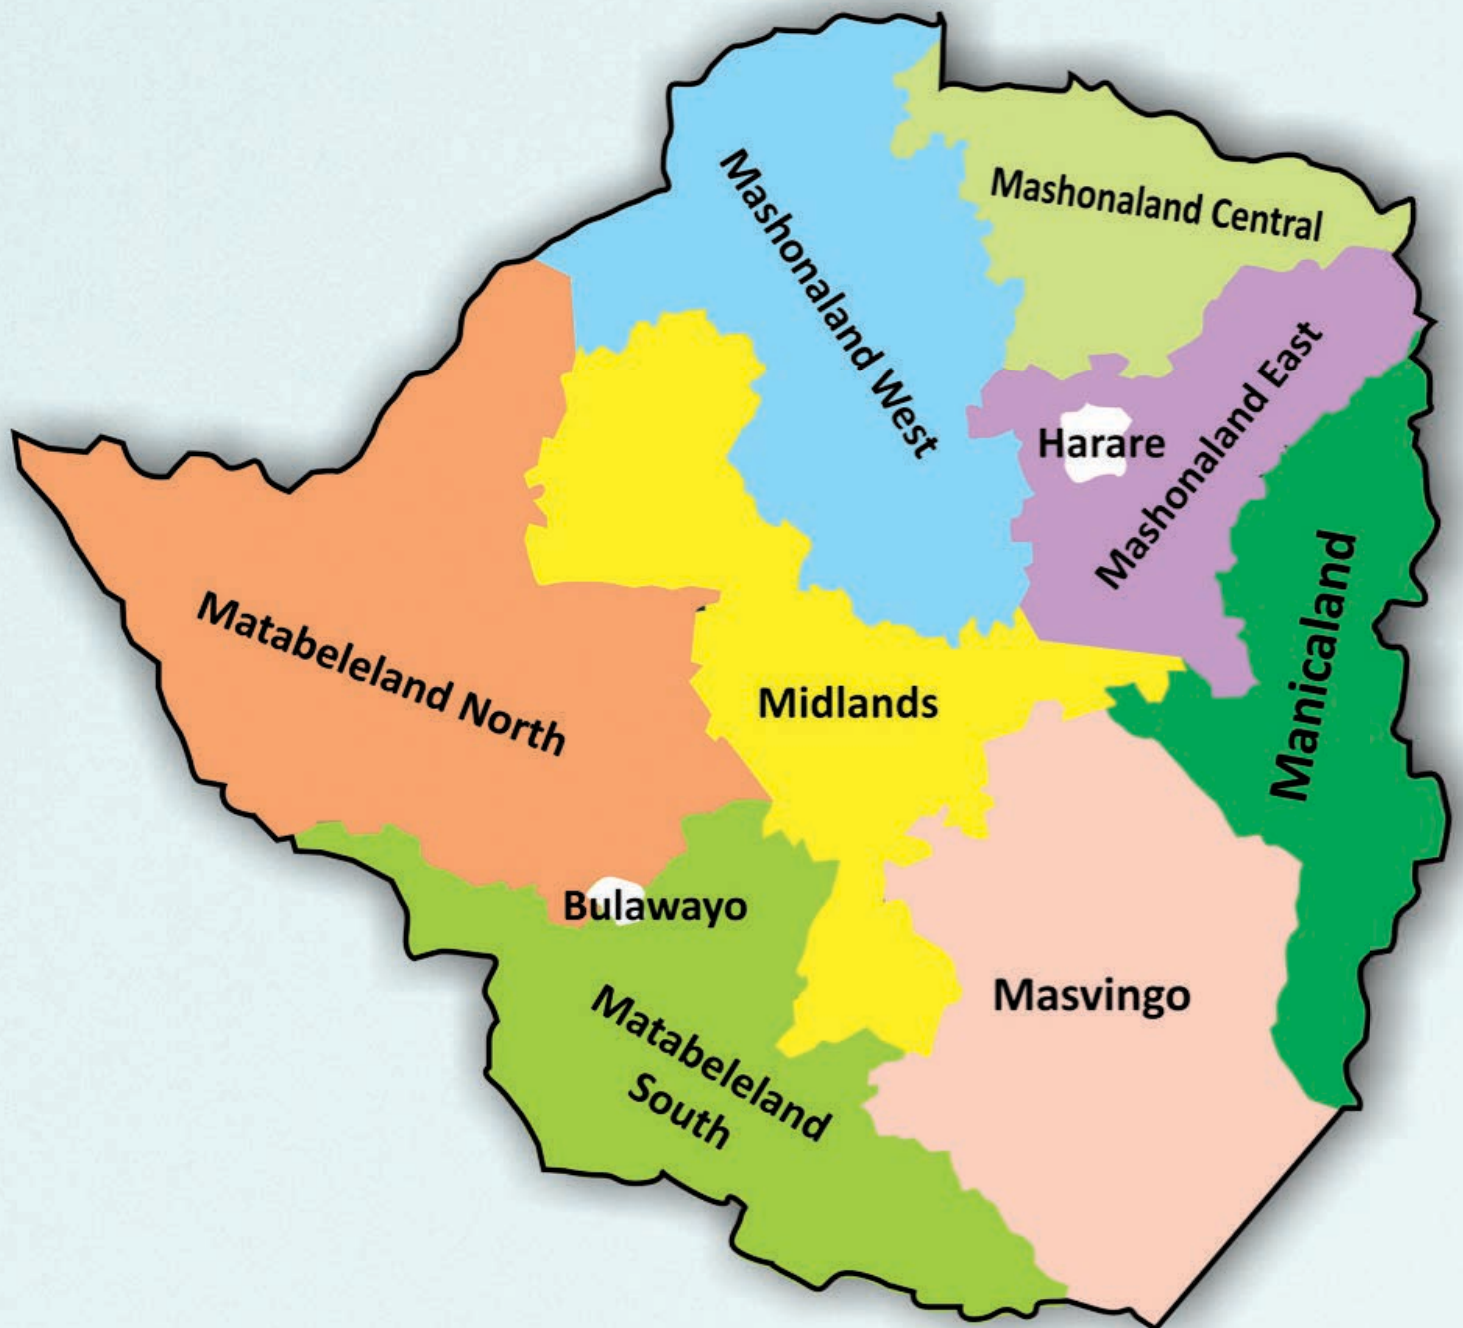 Mashonaland Central
Mashonaland West
Mashonaland East
Harare
Manicaland
Matabeleland North
Midlands
Bulawayo
Masvingo
Matabeleland
South